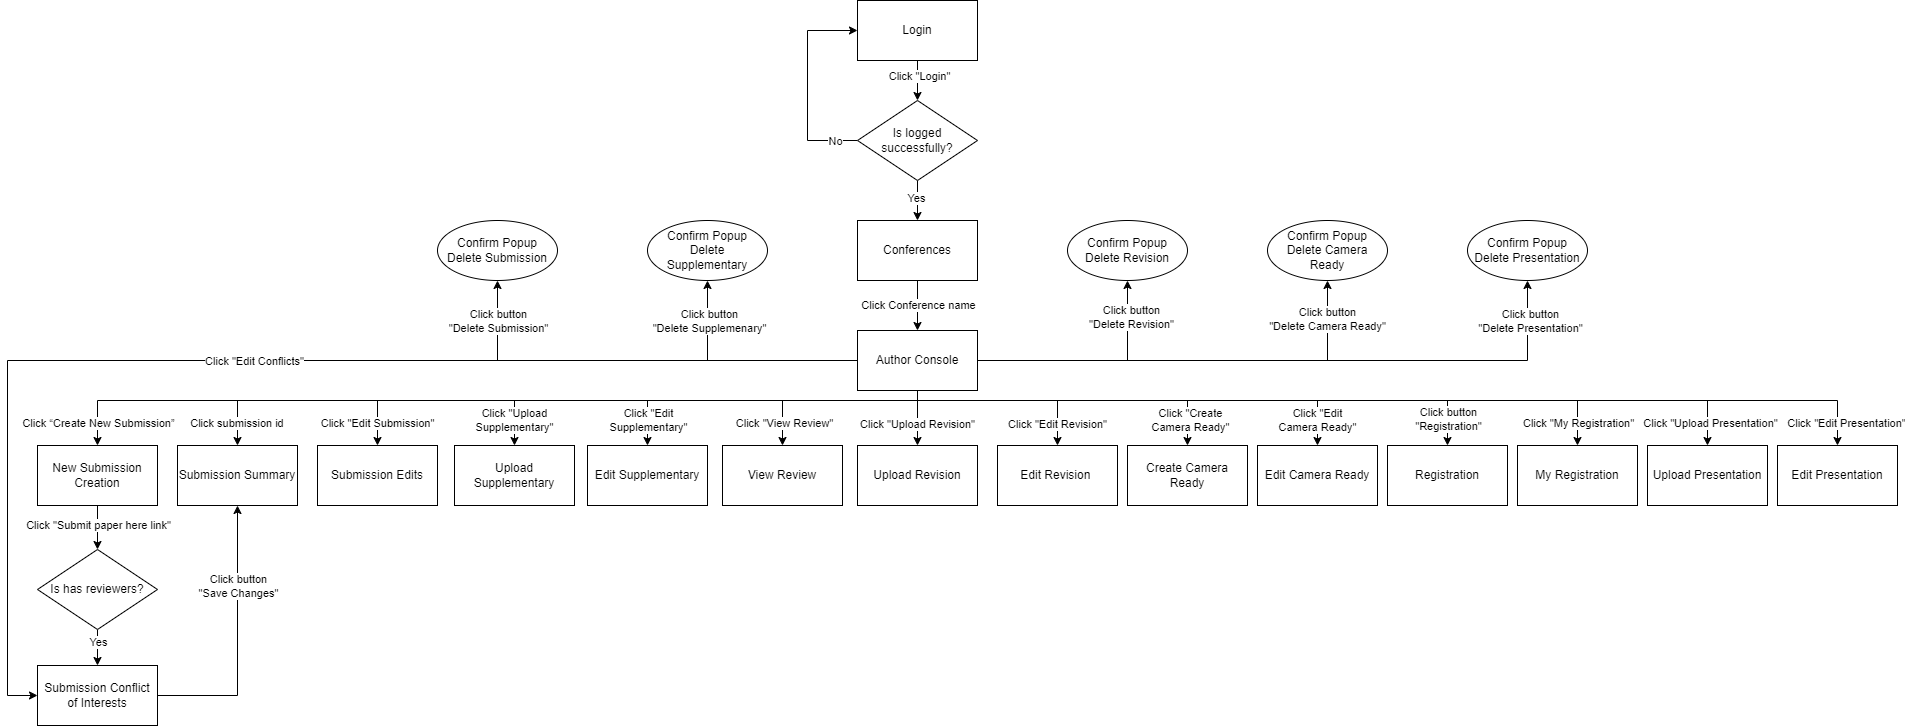 Login
Click "Login"
Is logged
successfully?
No
Yes
Confirm Popup
Delete Submission
Confirm Popup
Delete
Supplementary
Conferences
Confirm Popup
Delete Revision
Confirm Popup
Delete Camera
Ready
Confirm Popup
Delete Presentation
Click button
"Delete Submission"
Click button
"Delete Supplemenary"
Click Conference name
Click button
"Delete Revision"
Click button
"Delete Camera Ready"
Click button
"Delete Presentation"
Click "Edit Conflicts"
Author Console
Click “Create New Submission”
Click submission id
Click "Edit Submission"
Click "Upload
Supplementary"
Click "Edit
Supplementary"
Click "View Review"
Click "Upload Revision"
Click "Edit Revision"
Click "Create
Camera Ready"
Click "Edit
Camera Ready"
Click button
"Registration"
Click "My Registration"
Click "Upload Presentation"
Click "Edit Presentation"
New Submission
Creation
Submission Summary
Submission Edits
Upload
Supplementary
Edit Supplementary
View Review
Upload Revision
Edit Revision
Create Camera
Ready
Edit Camera Ready
Registration
My Registration
Upload Presentation
Edit Presentation
Click "Submit paper here link"
Is has reviewers?
Click button
"Save Changes"
Yes
Submission Conflict
of Interests